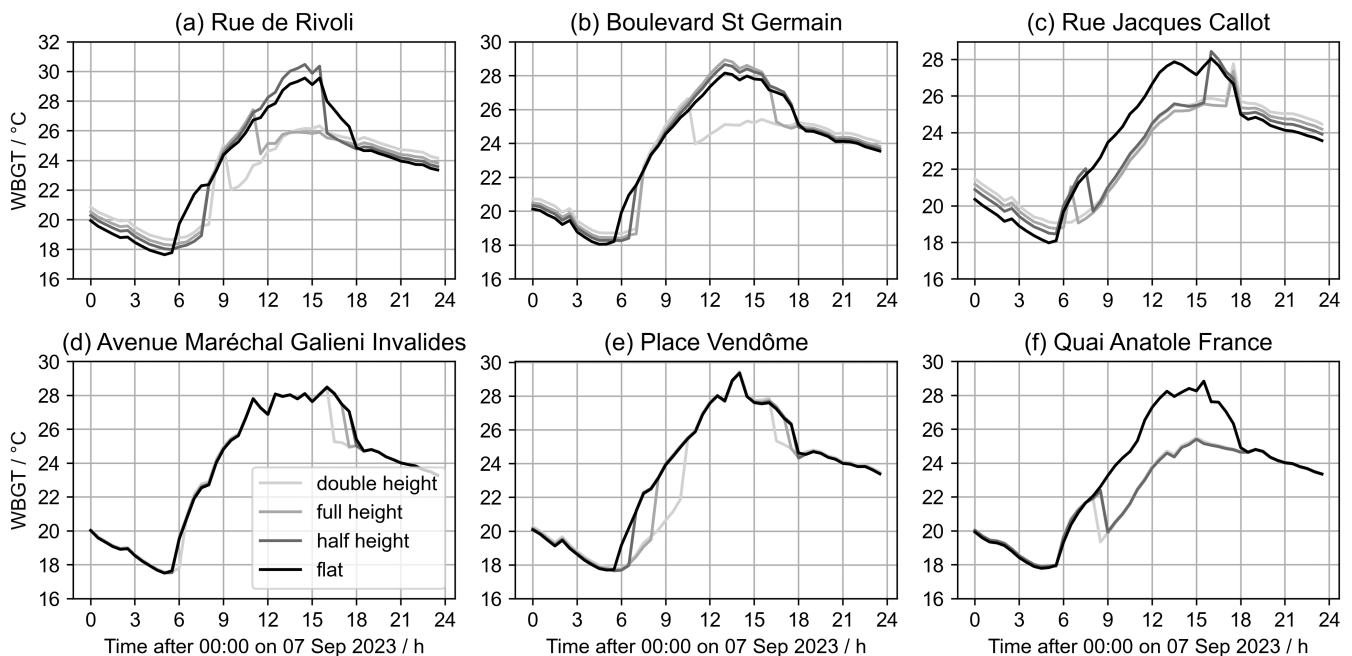 (a) Rue de Rivoli
(b) Boulevard St Germain
(c) Rue Jacques Callot
WBGT / °C
32
30
28
26
24
22
20
18
16
0 3 6 9 12 15 18 21 24
30
28
26
24
22
20
18
16
0 3 6 9 12 15 18 21 24
28
26
24
22
20
18
16
0 3 6 9 12 15 18 21 24
(d) Avenue Maréchal Galieni Invalides
(e) Place Vendôme
(f) Quai Anatole France
WBGT / °C
30
28
26
24
22
20
18
16
double height
full height
half height
flat
0 3 6 9 12 15 18 21 24
Time after 00:00 on 07 Sep 2023 / h
30
28
26
24
22
20
18
16
0 3 6 9 12 15 18 21 24
Time after 00:00 on 07 Sep 2023 / h
30
28
26
24
22
20
18
16
0 3 6 9 12 15 18 21 24
Time after 00:00 on 07 Sep 2023 / h